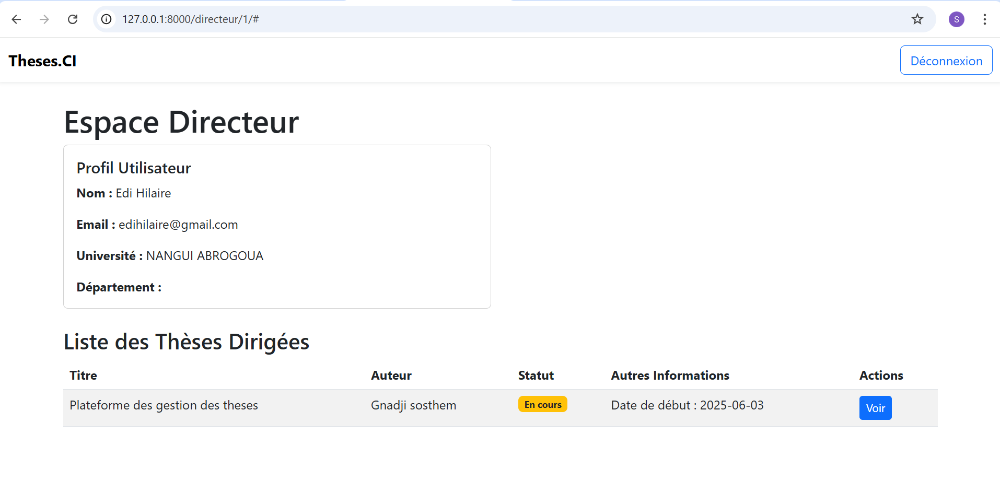 127.0.0.1:8000/directeur/1/#
S
Theses.CI
Déconnexion
Espace Directeur
Profil Utilisateur
Nom : Edi Hilaire
Email : edihilaire@gmail.com
Université : NANGUI ABROGOUA
Département :
Liste des Thèses Dirigées
Titre Auteur Statut Autres Informations Actions
Plateforme des gestion des theses Gnadji sosthem En cours Date de début : 2025-06-03 Voir